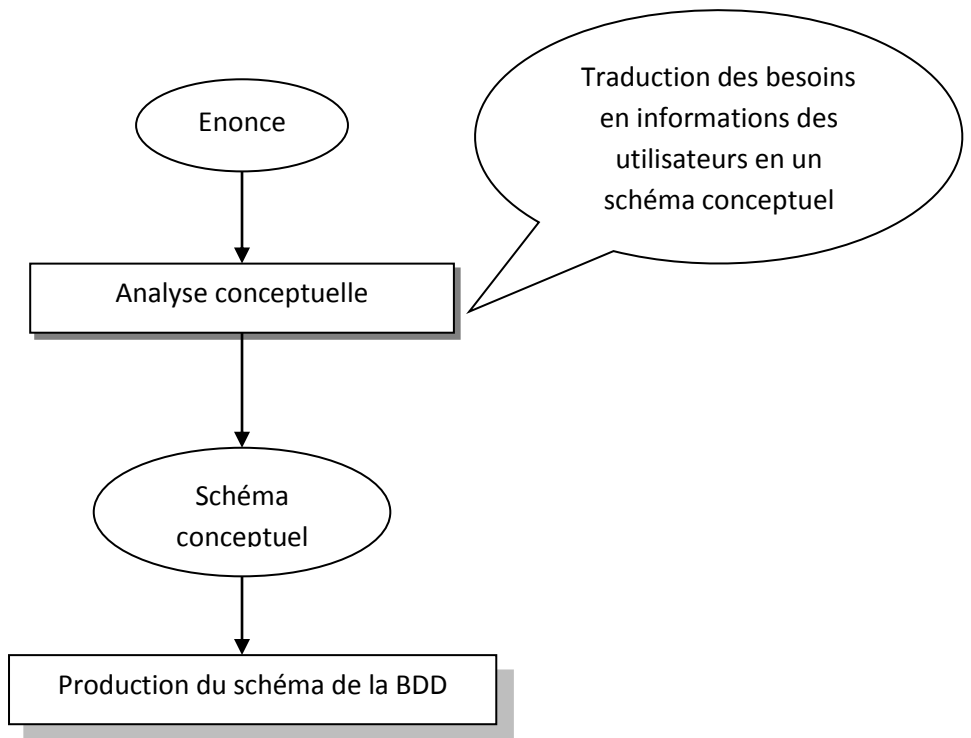 Enonce
Traduction des besoins
en informations des
utilisateurs en un
schéma conceptuel
Analyse conceptuelle
Schéma
conceptuel
Production du schéma de la BDD